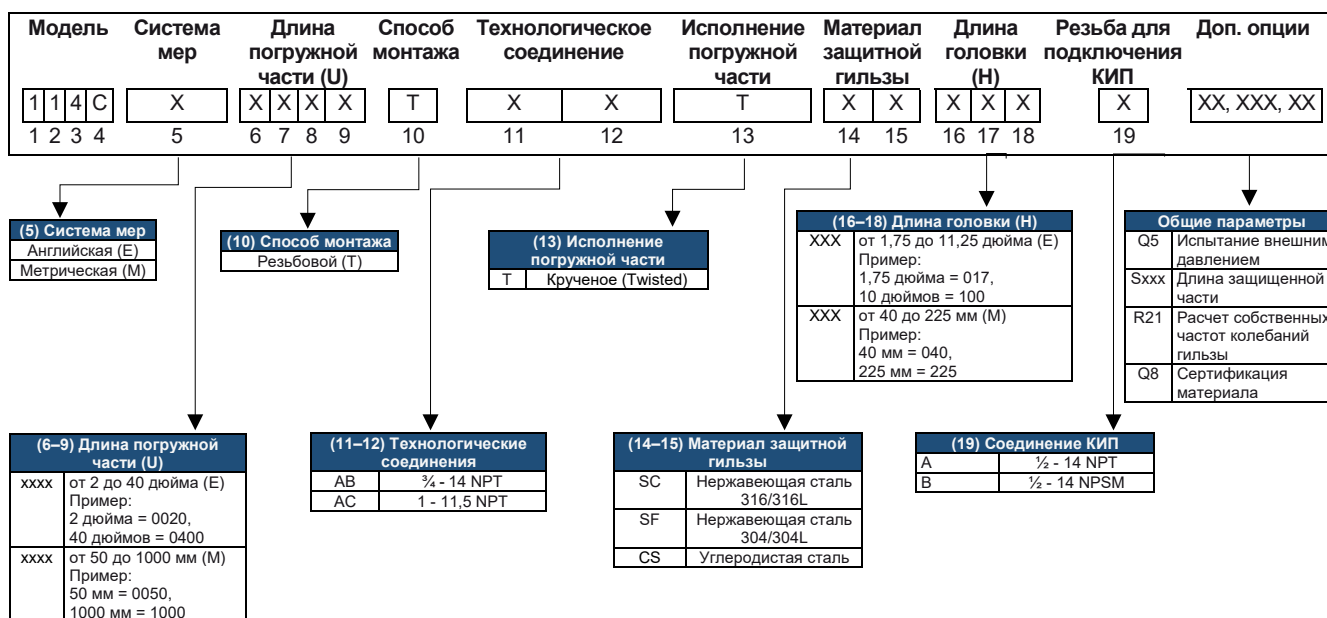 Модель Система мер Длина погружной части (U) Способ монтажа Технологическое соединение Исполнение погружной части Материал защитной гильзы Длина головки (H) Резьба для подключения КИП Доп. опции
1 1 4 C X X X X X T X X T X X X X X X XX, XXX, XX
1 2 3 4 5 6 7 8 9 10 11 12 13 14 15 16 17 18 19
(5) Система мер
Английская (E)
Метрическая (M)
(10) Способ монтажа
Резьбовой (T)
(13) Исполнение
погружной части
T Крученое (Twisted)
(16–18) Длина головки (H)
XXX от 1,75 до 11,25 дюйма (E)
Пример:
1,75 дюйма = 017,
10 дюймов = 100
XXX от 40 до 225 мм (M)
Пример:
40 мм = 040,
225 мм = 225
Общие параметры
Q5 Испытание внешним
давлением
Sxxx Длина защищенной
части
R21 Расчет собственных
частот колебаний
гильзы
Q8 Сертификация
материала
(6–9) Длина погружной
части (U)
xxxx от 2 до 40 дюйма (E)
Пример:
2 дюйма = 0020,
40 дюймов = 0400
xxxx от 50 до 1000 мм (M)
Пример:
50 мм = 0050,
1000 мм = 1000
(11–12) Технологические
соединения
AB ¾ - 14 NPT
AC 1 - 11,5 NPT
(14–15) Материал защитной
гильзы
SC Нержавеющая сталь
316/316L
SF Нержавеющая сталь
304/304L
CS Углеродистая сталь
(19) Соединение КИП
A ½ - 14 NPT
B ½ - 14 NPSM